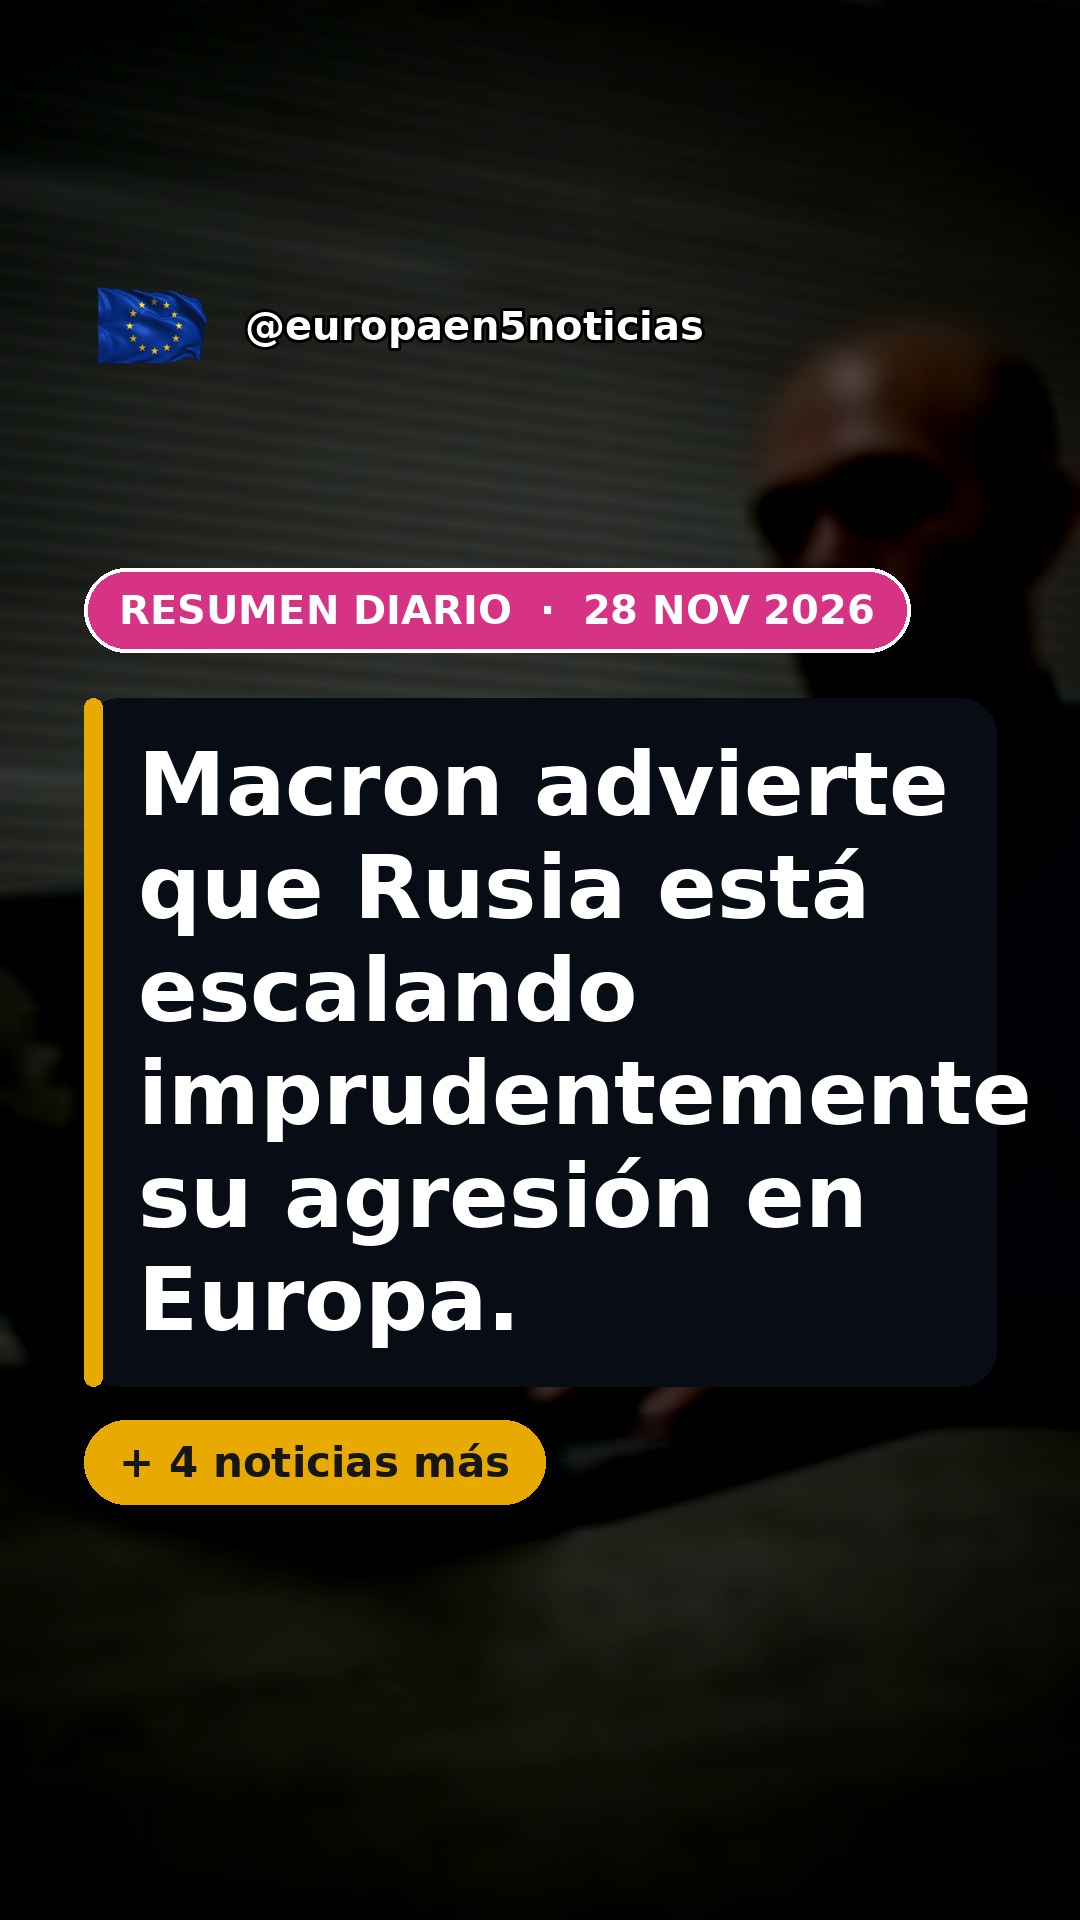 @europaen5noticias
RESUMEN DIARIO · 28 NOV 2026
Macron advierte
que Rusia está
escalando
imprudentemente
su agresión en
Europa.
+ 4 noticias más